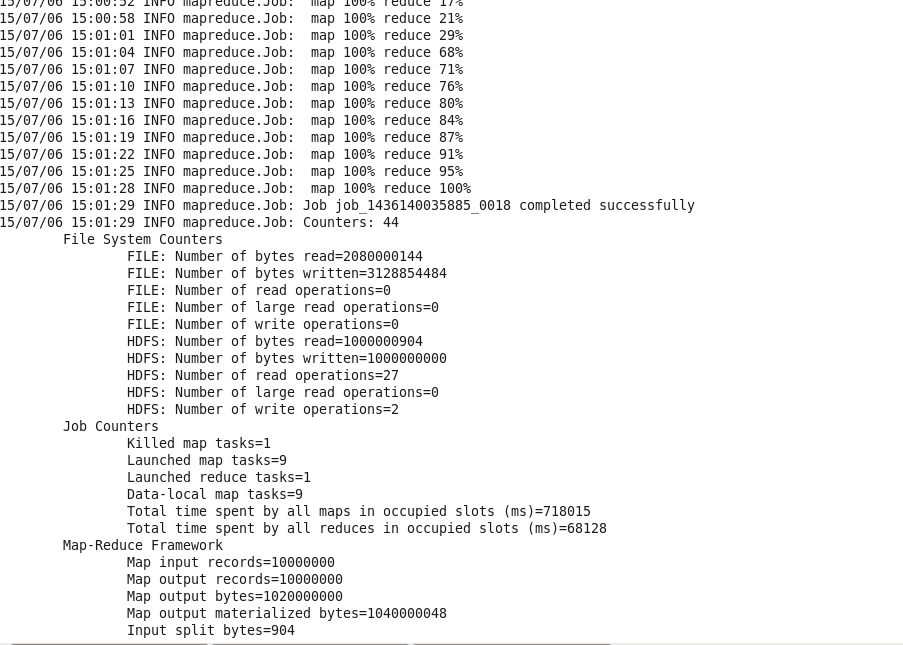 15/07/06 15:00:52 INFO mapreduce.Job:  map 100% reduce 17%
15/07/06 15:00:58 INFO mapreduce.Job:  map 100% reduce 21%
15/07/06 15:01:01 INFO mapreduce.Job:  map 100% reduce 29%
15/07/06 15:01:04 INFO mapreduce.Job:  map 100% reduce 68%
15/07/06 15:01:07 INFO mapreduce.Job:  map 100% reduce 71%
15/07/06 15:01:10 INFO mapreduce.Job:  map 100% reduce 76%
15/07/06 15:01:13 INFO mapreduce.Job:  map 100% reduce 80%
15/07/06 15:01:16 INFO mapreduce.Job:  map 100% reduce 84%
15/07/06 15:01:19 INFO mapreduce.Job:  map 100% reduce 87%
15/07/06 15:01:22 INFO mapreduce.Job:  map 100% reduce 91%
15/07/06 15:01:25 INFO mapreduce.Job:  map 100% reduce 95%
15/07/06 15:01:28 INFO mapreduce.Job:  map 100% reduce 100%
15/07/06 15:01:29 INFO mapreduce.Job: Job job_1436140035885_0018 completed successfully
15/07/06 15:01:29 INFO mapreduce.Job: Counters: 44
File System Counters
FILE: Number of bytes read=2080000144
FILE: Number of bytes written=3128854484
FILE: Number of read operations=0
FILE: Number of large read operations=0
FILE: Number of write operations=0
HDFS: Number of bytes read=1000000904
HDFS: Number of bytes written=1000000000
HDFS: Number of read operations=27
HDFS: Number of large read operations=0
HDFS: Number of write operations=2
Job Counters
Killed map tasks=1
Launched map tasks=9
Launched reduce tasks=1
Data-local map tasks=9
Total time spent by all maps in occupied slots (ms)=718015
Total time spent by all reduces in occupied slots (ms)=68128
Map-Reduce Framework
Map input records=10000000
Map output records=10000000
Map output bytes=1020000000
Map output materialized bytes=1040000048
Input split bytes=904